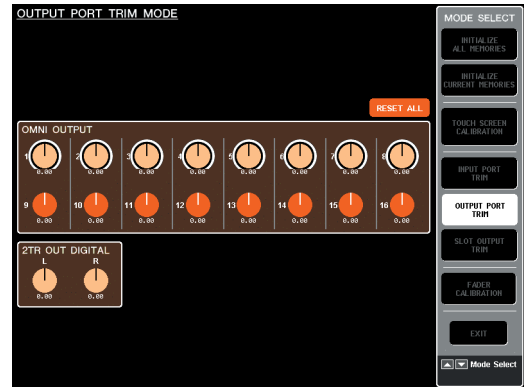 OUTPUT PORT TRIM MODE
RESET ALL
OMNI OUTPUT
1 2 3 4 5 6 7 8
0.00 0.00 0.00 0.00 0.00 0.00 0.00 0.00
9 10 11 12 13 14 15 16
0.00 0.00 0.00 0.00 0.00 0.00 0.00 0.00
2TR OUT DIGITAL
L R
0.00 0.00
MODE SELECT
INITIALIZE
ALL MEMORIES
INITIALIZE
CURRENT MEMORIES
TOUCH SCREEN
CALIBRATION
INPUT PORT
TRIM
OUTPUT PORT
TRIM
SLOT OUTPUT
TRIM
FADER
CALIBRATION
EXIT
Mode Select